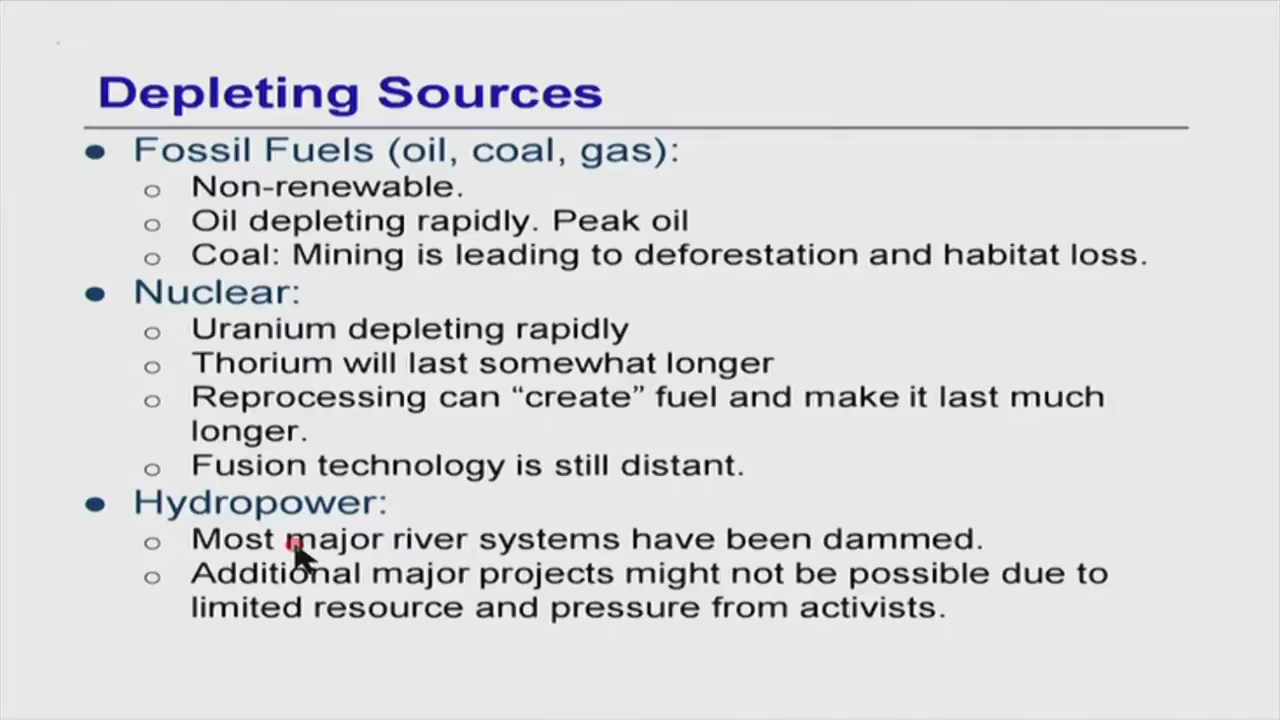 Depleting Sources
● Fossil Fuels (oil, coal, gas):
o Non-renewable.
o Oil depleting rapidly. Peak oil
o Coal: Mining is leading to deforestation and habitat loss.
● Nuclear:
o Uranium depleting rapidly
o Thorium will last somewhat longer
o Reprocessing can “create” fuel and make it last much
longer.
o Fusion technology is still distant.
● Hydropower:
o Most major river systems have been dammed.
o Additional major projects might not be possible due to
limited resource and pressure from activists.